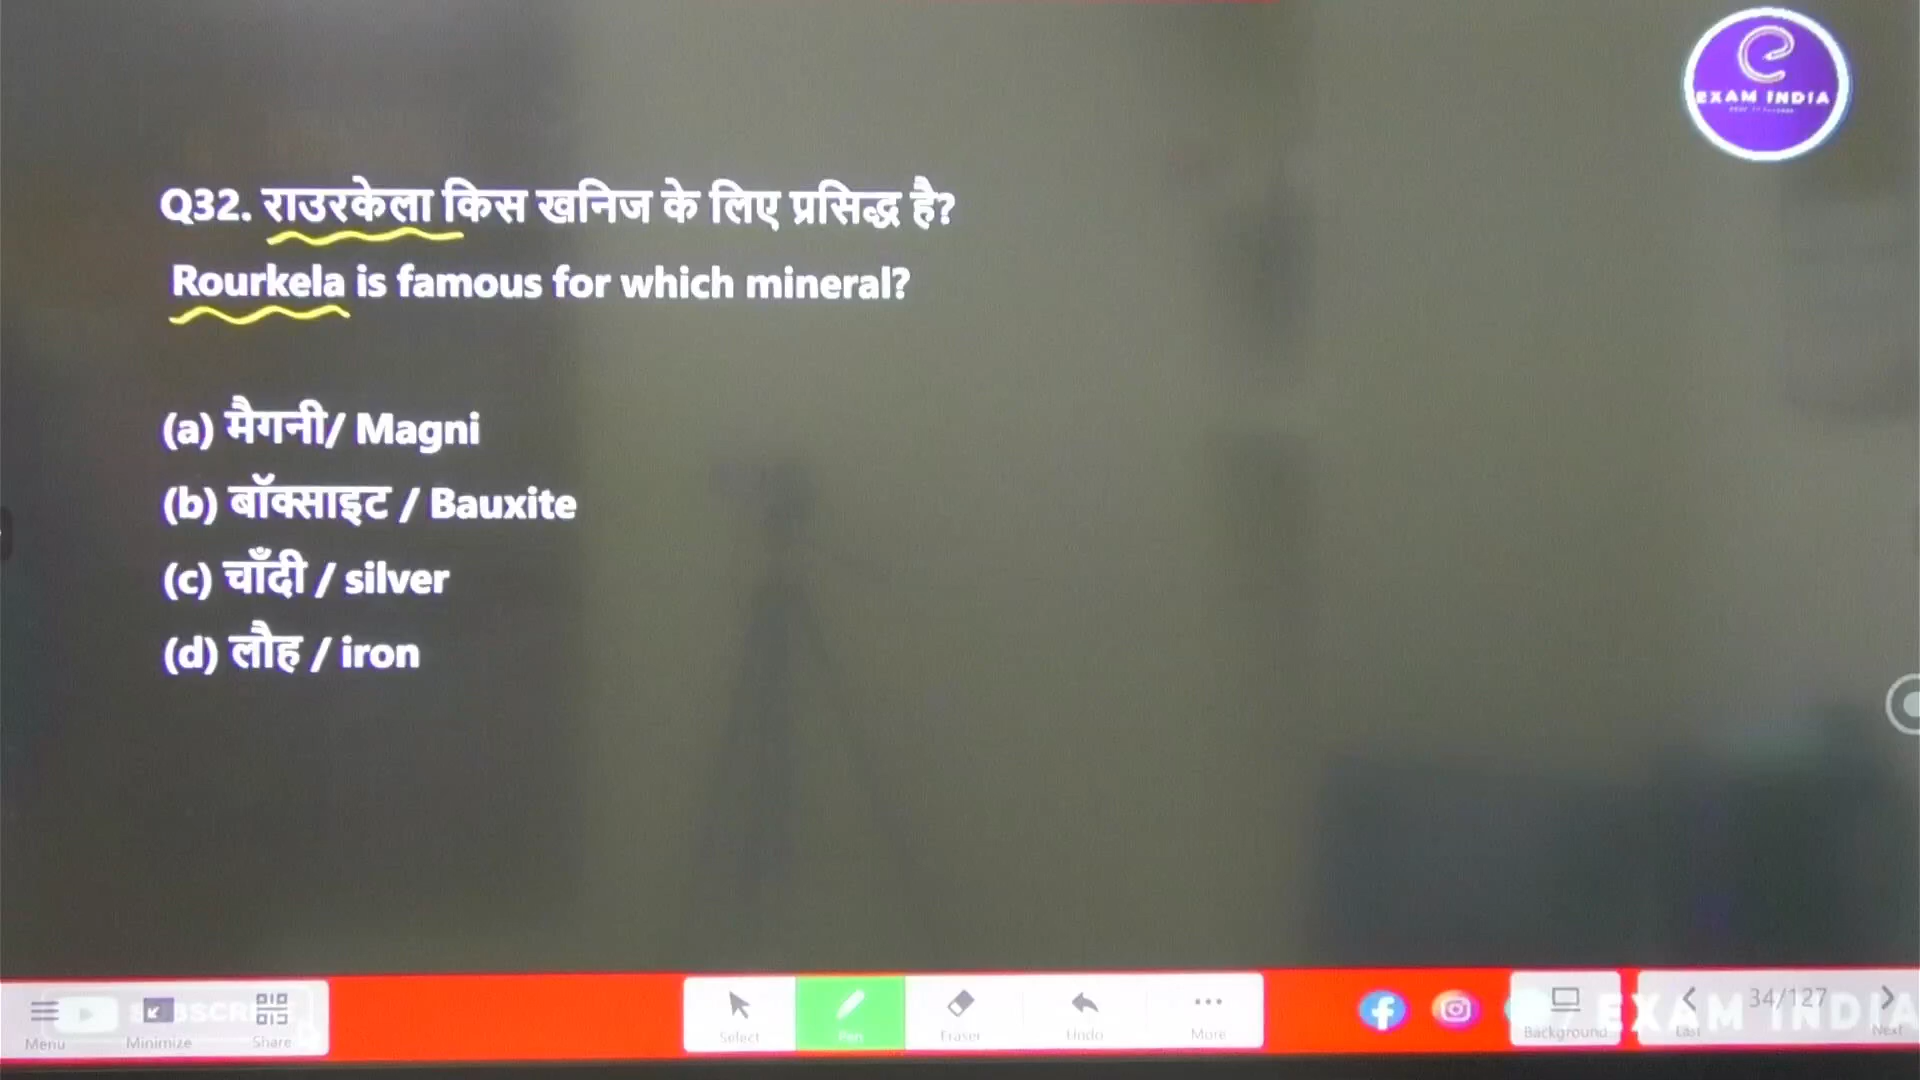 EXAM INDIA
Q32. राउरकेला किस खनिज के लिए प्रसिद्ध है?
Rourkela is famous for which mineral?
(a) मैगनी/ Magni
(b) बॉक्साइट / Bauxite
(c) चाँदी / silver
(d) लौह / iron
Menu Minimize Share
Select Pen Eraser Undo More
Background
EXAM INDIA
Last 34/127 Next